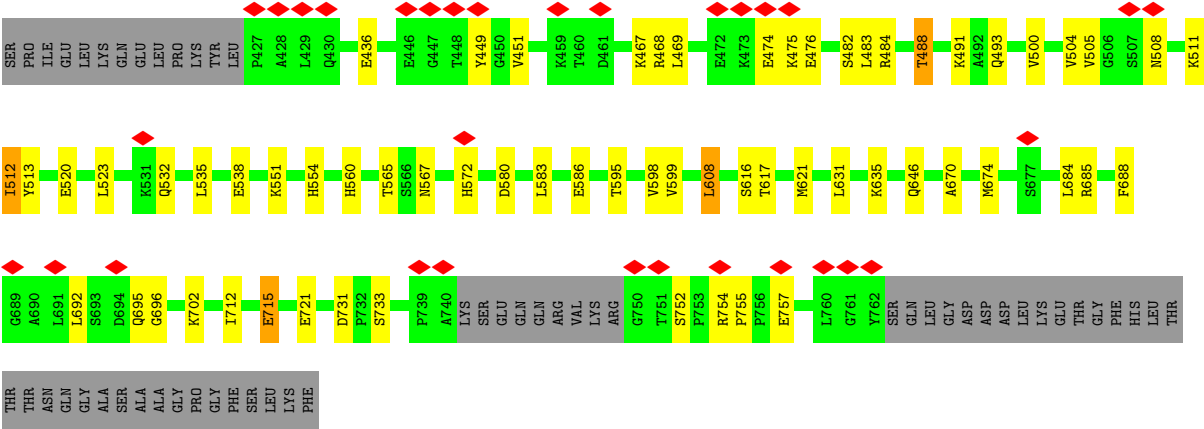 SER PRO ILE GLU LEU LEU LYS GLN GLU LEU PRO LYS TYR LEU P427 A428 L429 Q430 E436 E446 G447 T448 Y449 G450 V451 K459 T460 D461 K467 R468 L469 E472 K473 E474 K475 E476 S482 L483 R484 T488 K491 A492 Q493 V500 V504 V505 G506 S507 N508 K511
I512 Y513 E520 L523 K531 Q532 L535 E538 K551 H554 H560 T565 S566 N567 H572 D580 L583 E586 T595 V598 V599 L608 S616 T617 M621 L631 K635 Q646 A670 M674 S677 L684 R685 F688
G689 A690 L691 L692 S693 D694 Q695 G696 K702 I712 E715 E721 D731 P732 S733 P739 A740 LYS SER GLU GLN GLN ARG VAL LYS ARG G750 T751 S752 P753 R754 P755 P756 E757 L760 G761 Y762 SER GLN LEU GLY ASP ASP ASP LEU LYS GLU THR GLY PHE HIS LEU THR
THR THR ASN GLN GLY ALA SER ALA ALA GLY PRO GLY PHE SER LEU LYS PHE